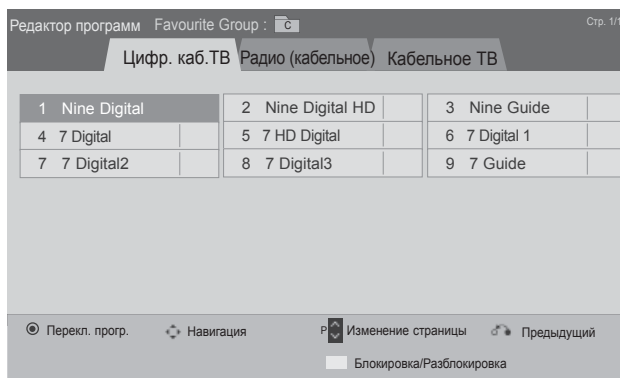 Редактор программ Favourite Group : C Стр. 1/1
Цифр. каб.ТВ Радио (кабельное) Кабельное ТВ
1 Nine Digital 2 Nine Digital HD 3 Nine Guide
4 7 Digital 5 7 HD Digital 6 7 Digital 1
7 7 Digital2 8 7 Digital3 9 7 Guide
Перекл. прогр. Навигация P Изменение страницы Предыдущий
Блокировка/Разблокировка